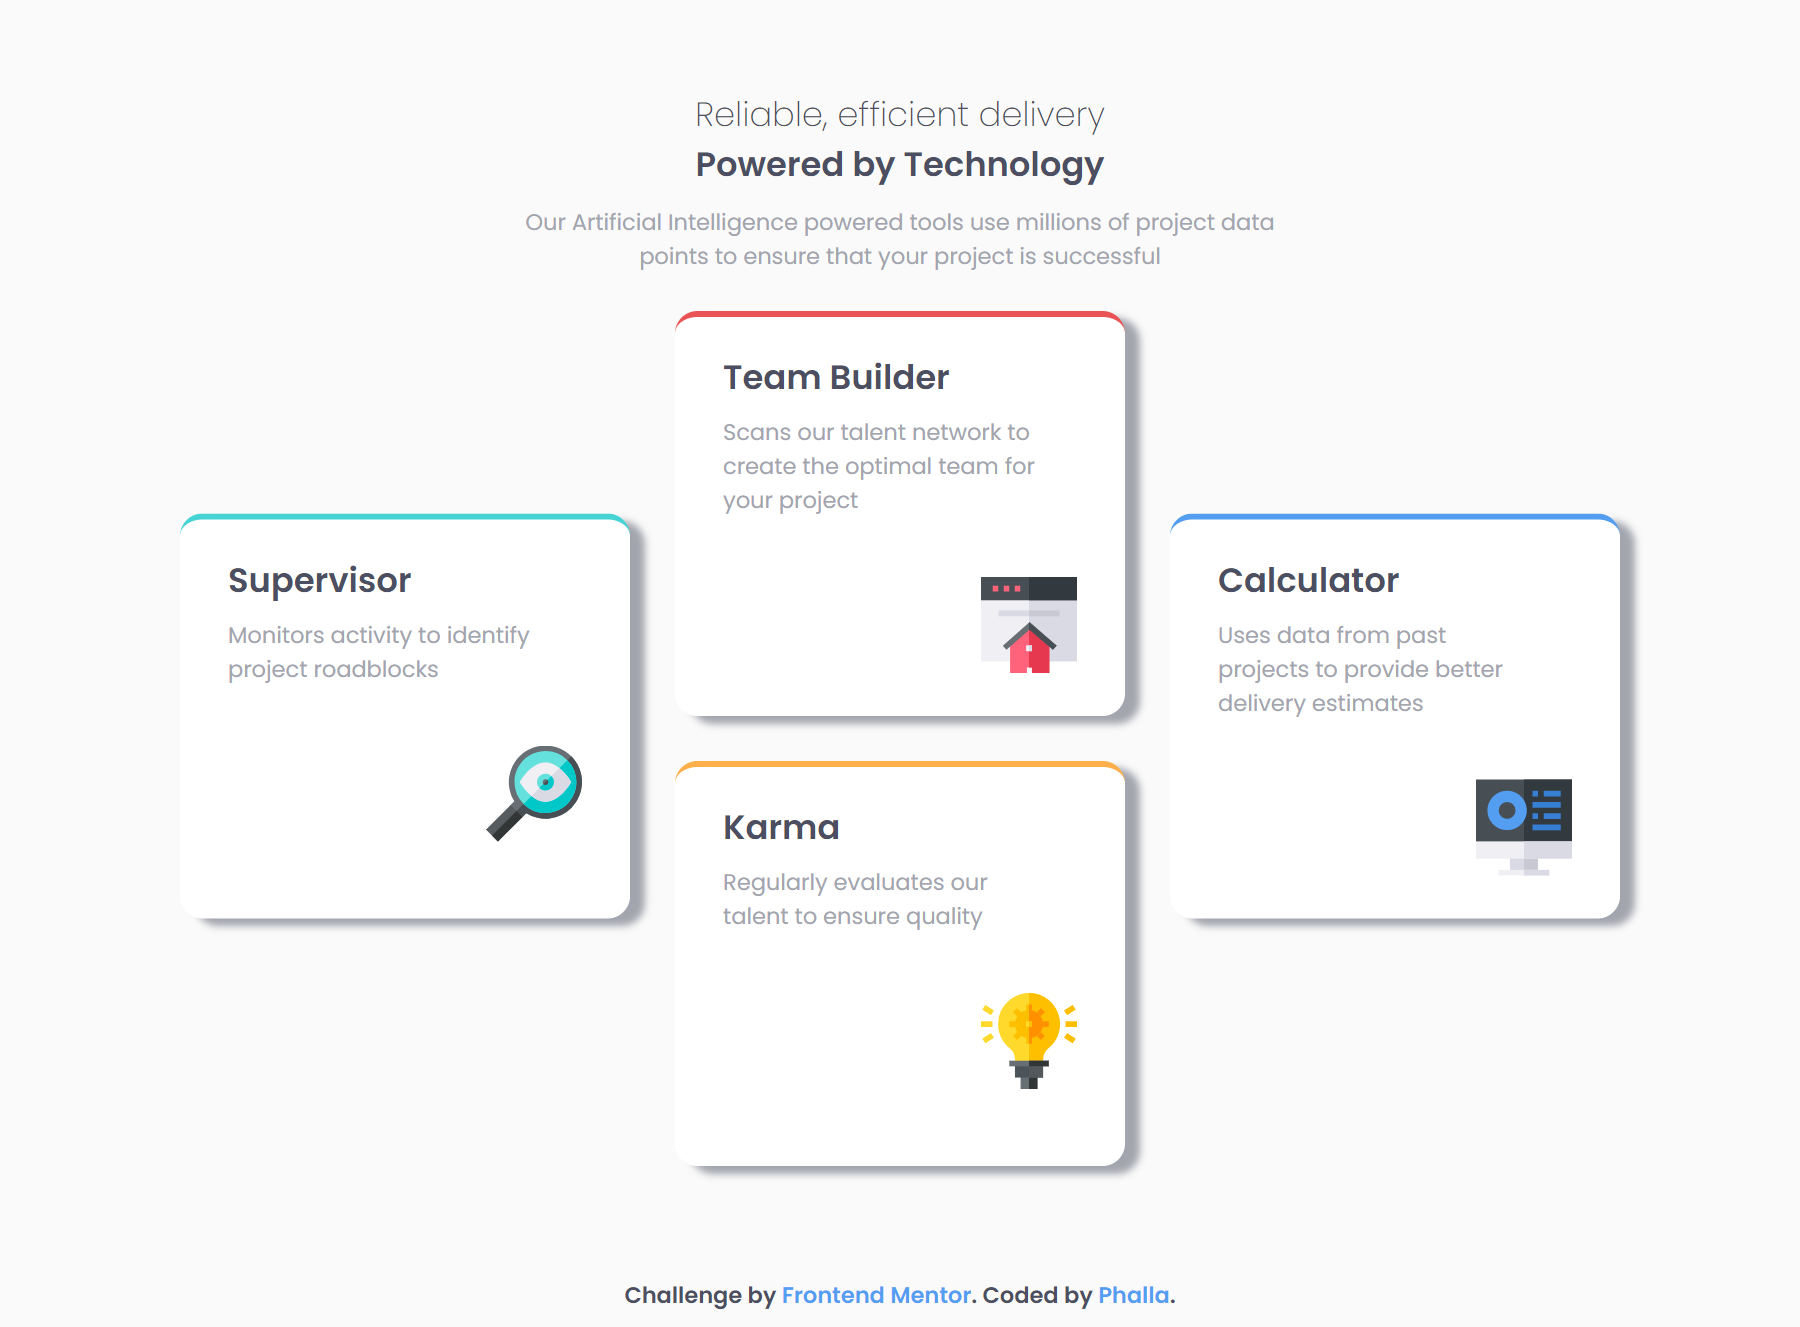 Reliable, efficient delivery
Powered by Technology
Our Artificial Intelligence powered tools use millions of project data
points to ensure that your project is successful
Supervisor
Monitors activity to identify
project roadblocks
Team Builder
Scans our talent network to
create the optimal team for
your project
Karma
Regularly evaluates our
talent to ensure quality
Calculator
Uses data from past
projects to provide better
delivery estimates
Challenge by Frontend Mentor. Coded by Phalla.